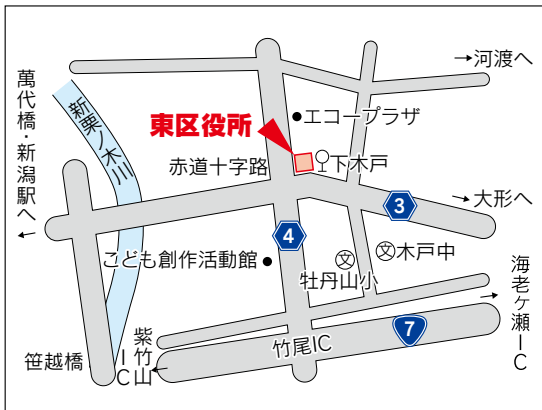 →河渡へ
萬代橋・新潟駅へ
新栗ノ木川
エコープラザ
東区役所
赤道十字路
下木戸
大形へ
3
4
こども創作活動館
文
牡丹山小
文木戸中
海老ヶ瀬IC
7
竹尾IC
紫竹山IC
笹越橋